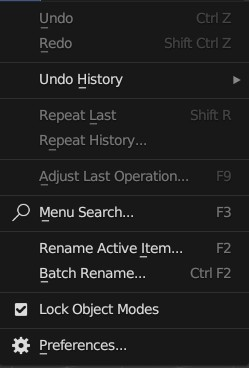 Undo Ctrl Z
Redo Shift Ctrl Z
Undo History
Repeat Last Shift R
Repeat History...
Adjust Last Operation... F9
Menu Search... F3
Rename Active Item... F2
Batch Rename... Ctrl F2
Lock Object Modes
Preferences...